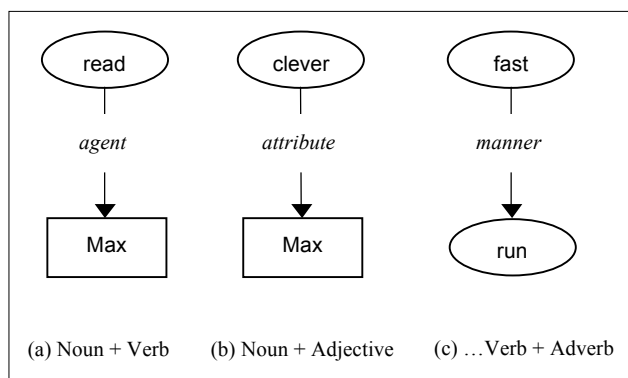 read clever fast
agent attribute manner
Max Max run
(a) Noun + Verb (b) Noun + Adjective (c) …Verb + Adverb